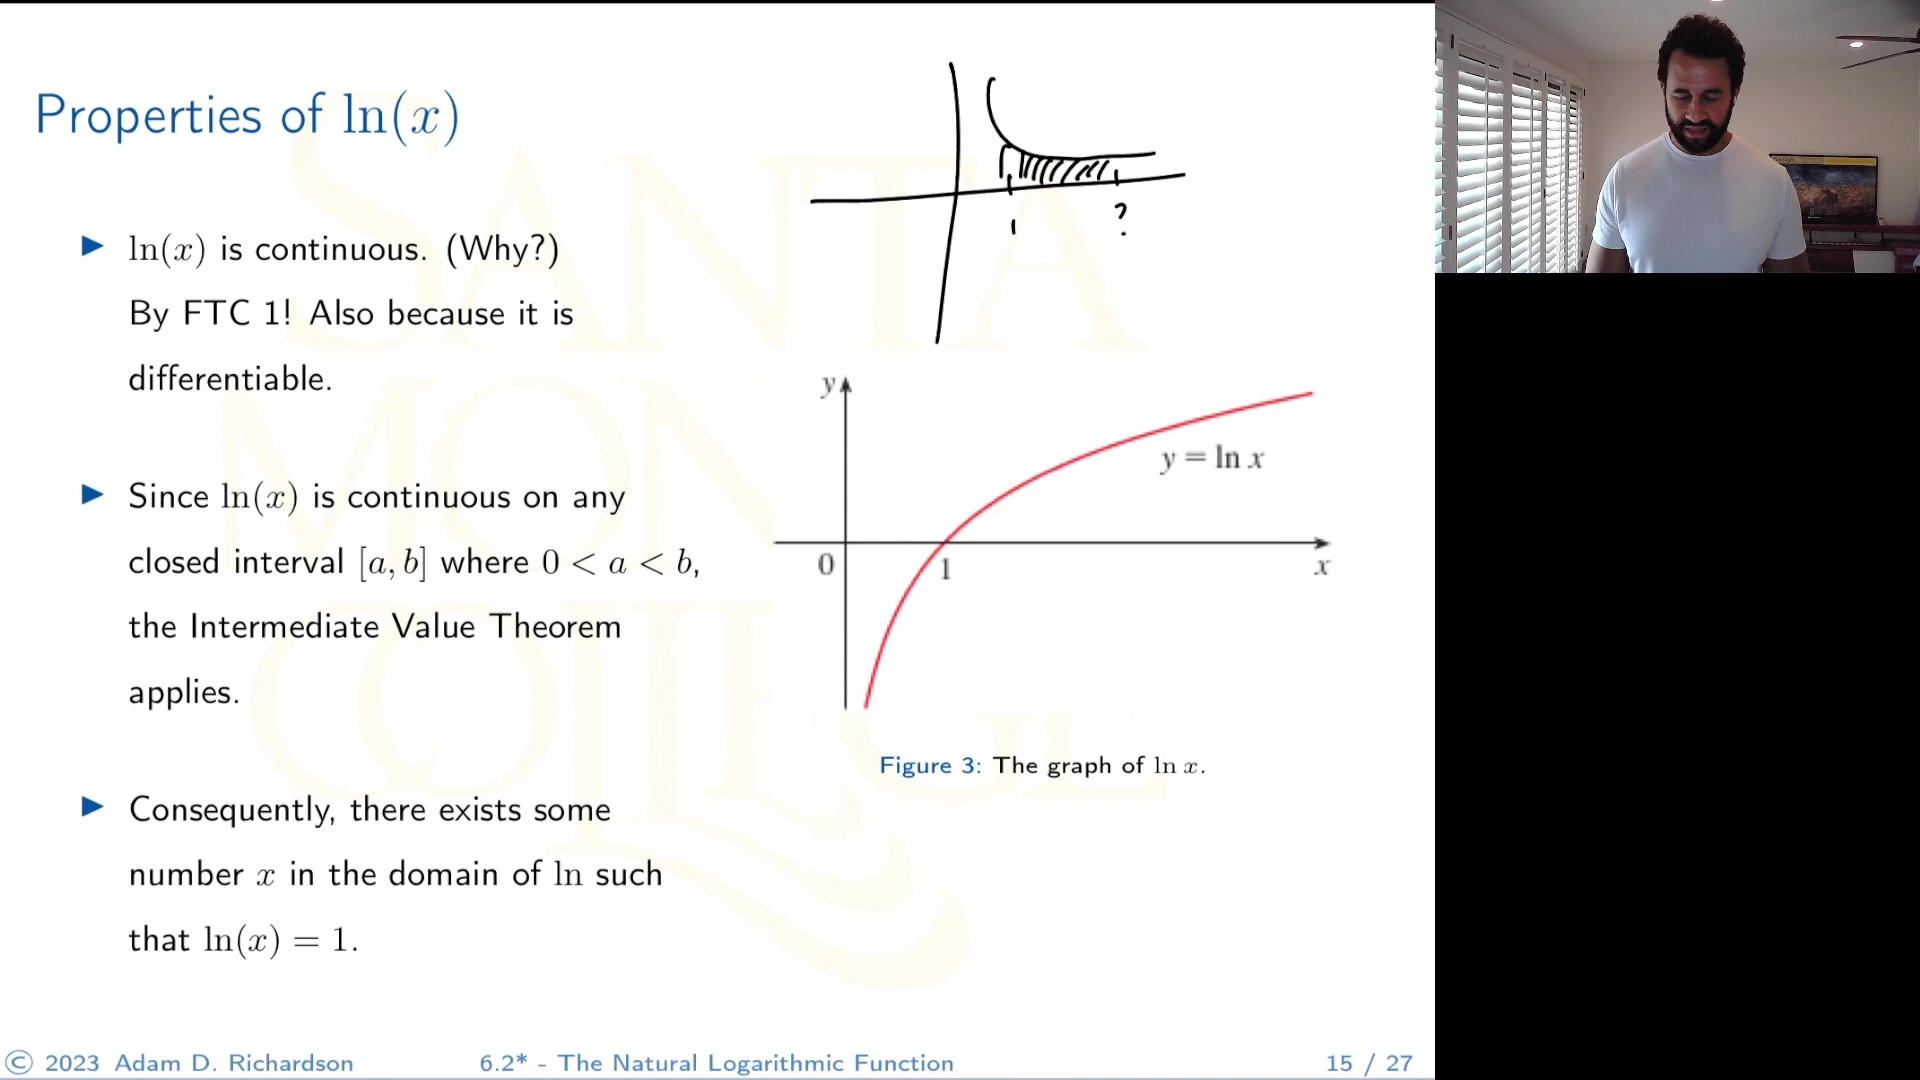 Properties of ln(x)
1 ?
▶ ln(x) is continuous. (Why?)
By FTC 1! Also because it is
differentiable.
▶ Since ln(x) is continuous on any
closed interval [a, b] where 0 < a < b,
the Intermediate Value Theorem
applies.
▶ Consequently, there exists some
number x in the domain of ln such
that ln(x) = 1.
y
y = ln x
0 1 x
Figure 3: The graph of ln x.
SANTA
MONICA
COLLEGE
© 2023 Adam D. Richardson 6.2* - The Natural Logarithmic Function 15 / 27